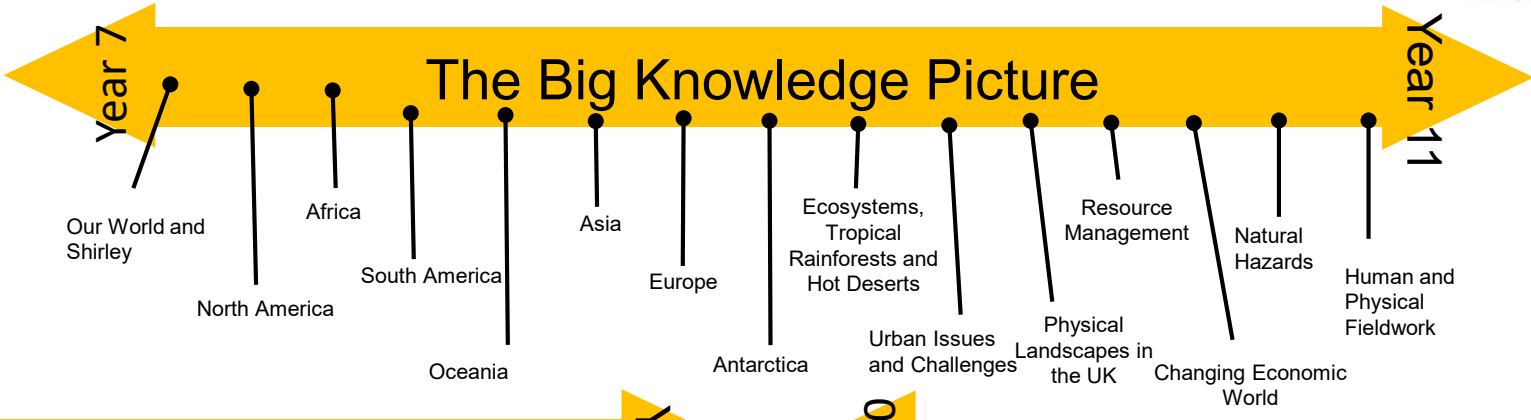 Year 7
The Big Knowledge Picture
Year 11
Our World and
Shirley
North America
Africa
South America
Oceania
Asia
Europe
Antarctica
Ecosystems,
Tropical
Rainforests and
Hot Deserts
Urban Issues
and Challenges
Physical
Landscapes in
the UK
Resource
Management
Changing Economic
World
Natural
Hazards
Human and
Physical
Fieldwork